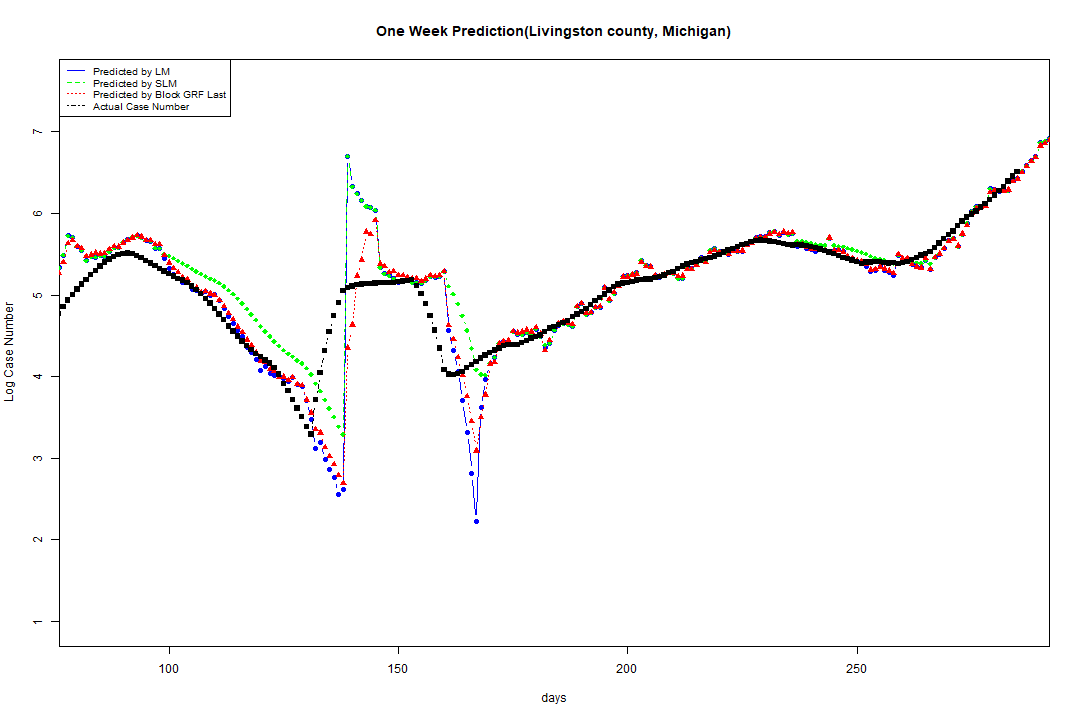 One Week Prediction(Livingston county, Michigan)
Predicted by LM
Predicted by SLM
Predicted by Block GRF Last
Actual Case Number
7
6
5
4
3
2
1
Log Case Number
100 150 200 250
days